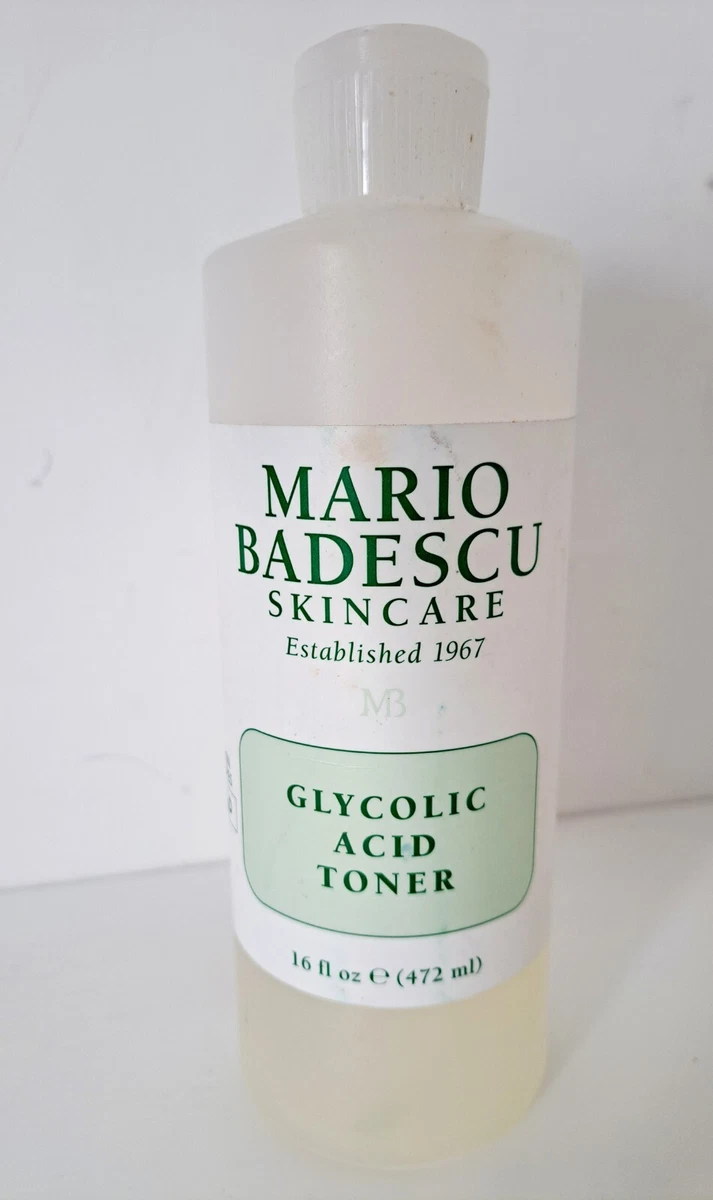 MARIO
BADESCU
SKINCARE
Established 1967
MB
GLYCOLIC
ACID
TONER
16 fl oz ℮ (472 ml)